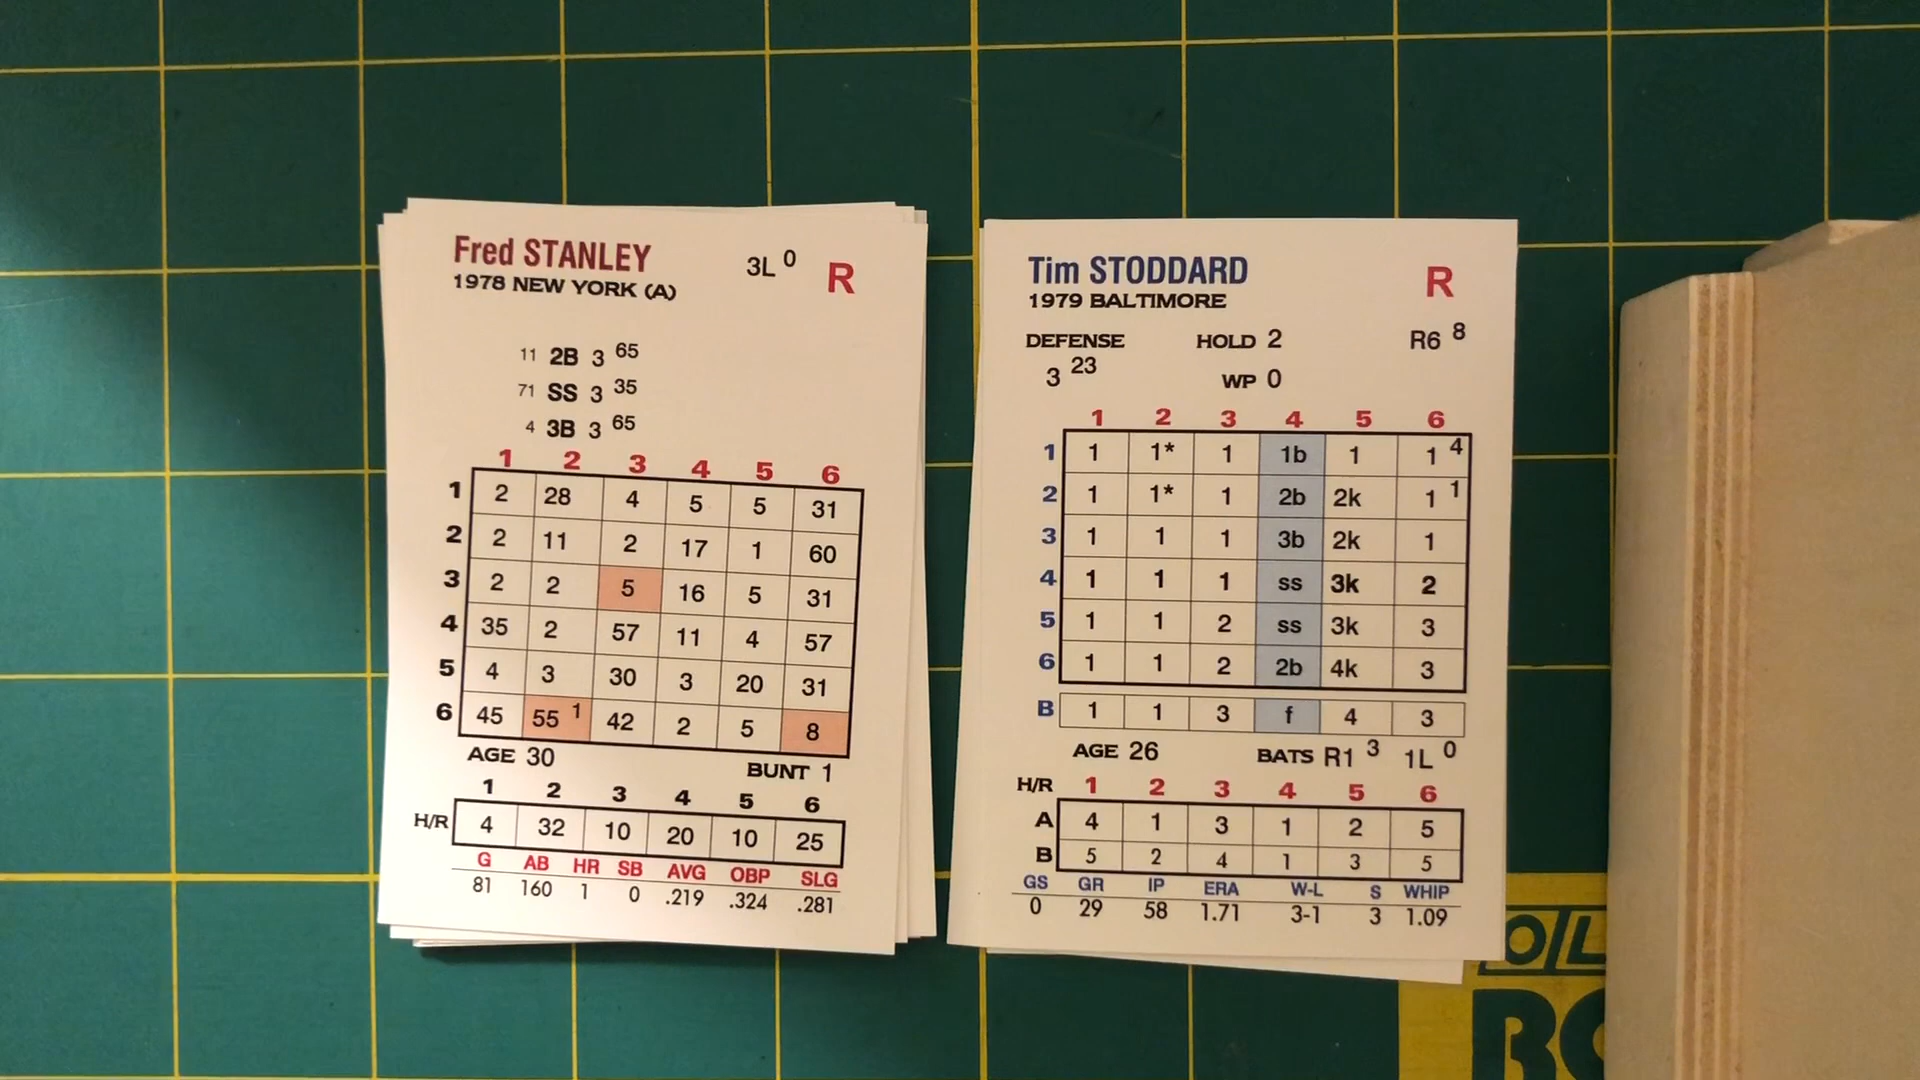 Fred STANLEY 3L 0 R
1978 NEW YORK (A)
11 2B 3 65
71 SS 3 35
4 3B 3 65
1 2 3 4 5 6
1 2 28 4 5 5 31
2 2 11 2 17 1 60
3 2 2 5 16 5 31
4 35 2 57 11 4 57
5 4 3 30 3 20 31
6 45 55 1 42 2 5 8
AGE 30 BUNT 1
1 2 3 4 5 6
H/R 4 32 10 20 10 25
G AB HR SB AVG OBP SLG
81 160 1 0 .219 .324 .281
Tim STODDARD R
1979 BALTIMORE
DEFENSE HOLD 2 R6 8
3 23 WP 0
1 2 3 4 5 6
1 1 1* 1 1b 1 1 4
2 1 1* 1 2b 2k 1 1
3 1 1 1 3b 2k 1
4 1 1 1 ss 3k 2
5 1 1 2 ss 3k 3
6 1 1 2 2b 4k 3
B 1 1 3 f 4 3
AGE 26 BATS R1 3 1L 0
H/R 1 2 3 4 5 6
A 4 1 3 1 2 5
B 5 2 4 1 3 5
GS GR IP ERA W-L S WHIP
0 29 58 1.71 3-1 3 1.09
OL